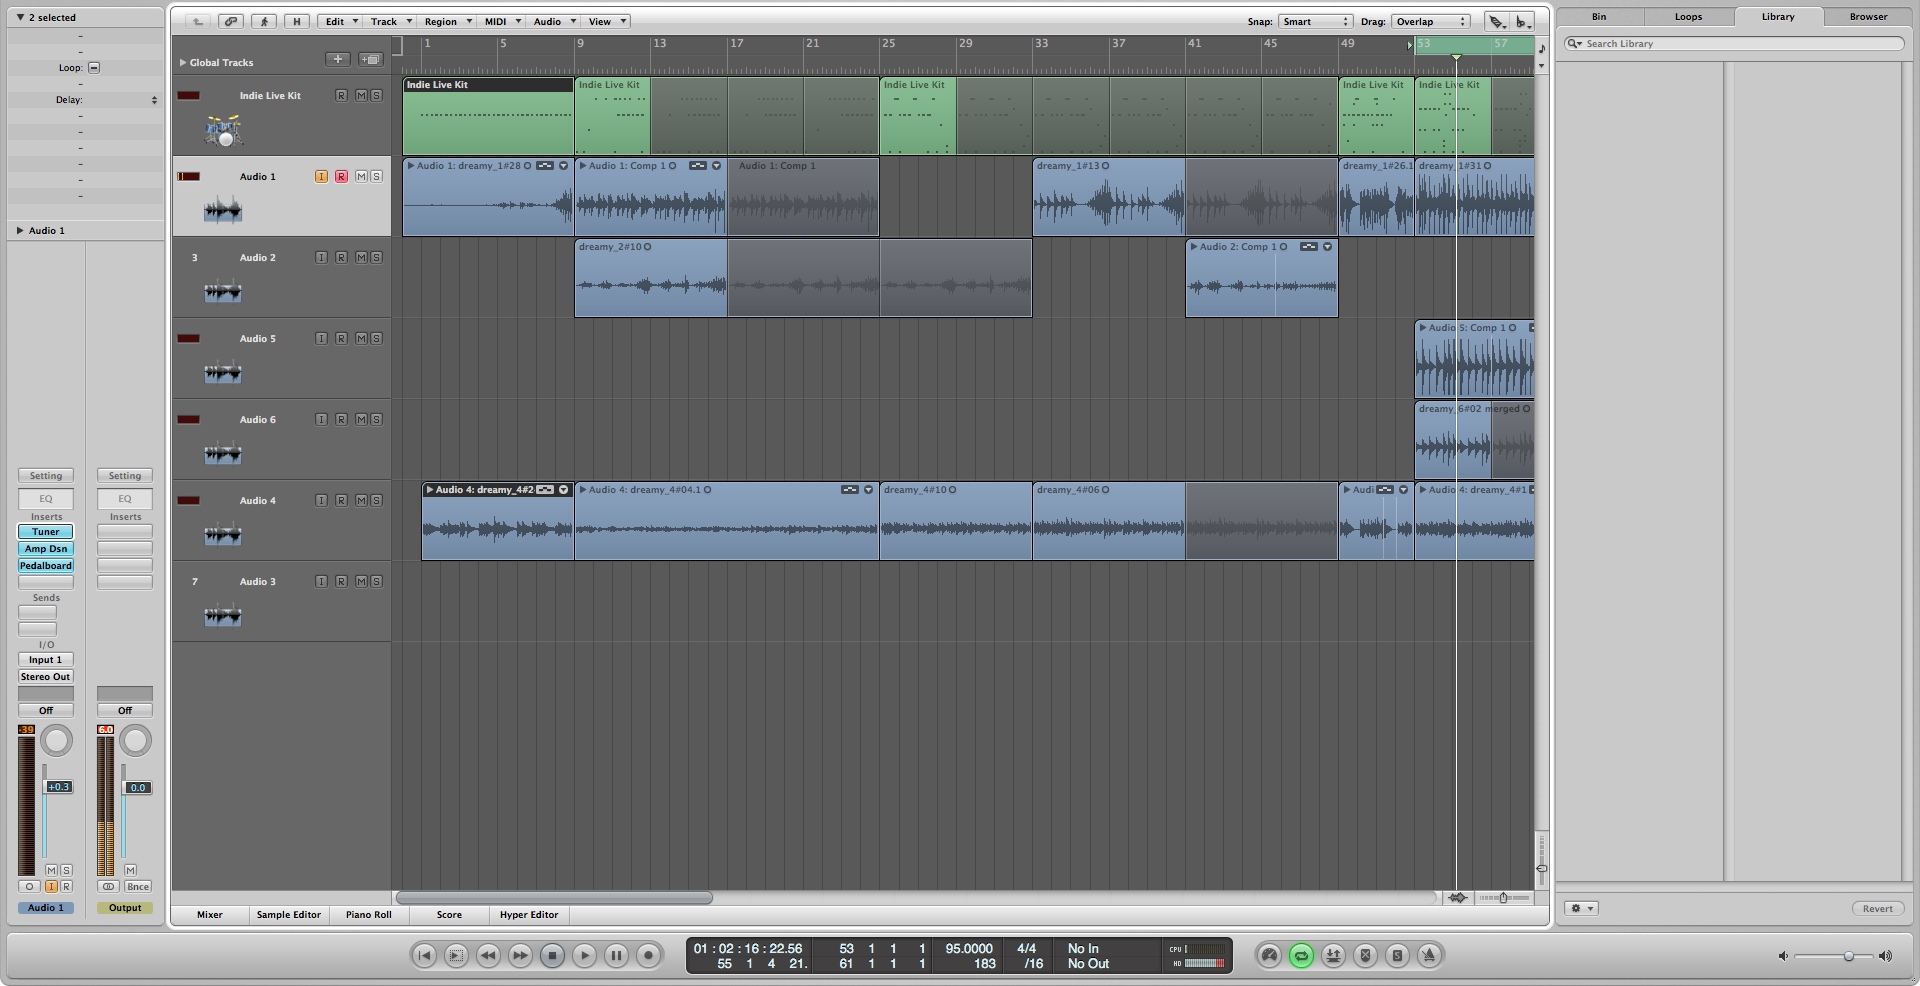 2 selected
Loop:
Delay:
Audio 1
Setting Setting
EQ EQ
Inserts Inserts
Tuner
Amp Dsn
Pedalboard
Sends
I/O
Input 1
Stereo Out
Off Off
-39 6.0
+0.3 0.0
M S M
I R Bnce
Audio 1 Output
H Edit Track Region MIDI Audio View Snap: Smart Drag: Overlap
Global Tracks
1 5 9 13 17 21 25 29 33 37 41 45 49 53 57
Indie Live Kit R M S
Indie Live Kit Indie Live Kit Indie Live Kit Indie Live Kit Indie Live Kit
Audio 1 I R M S
Audio 1: dreamy_1#28 Audio 1: Comp 1 Audio 1: Comp 1 dreamy_1#13 dreamy_1#26.1 dreamy_1#31
3 Audio 2 I R M S
dreamy_2#10 Audio 2: Comp 1
Audio 5 I R M S
Audio 5: Comp 1
Audio 6 I R M S
dreamy_6#02 merged
Audio 4 I R M S
Audio 4: dreamy_4#2 Audio 4: dreamy_4#04.1 dreamy_4#10 dreamy_4#06 Audi Audio 4: dreamy_4#1
7 Audio 3 I R M S
Mixer Sample Editor Piano Roll Score Hyper Editor
01 : 02 : 16 : 22.56 53 1 1 1 95.0000 4/4 No In CPU
55 1 4 21. 61 1 1 1 183 /16 No Out HD
Bin Loops Library Browser
Search Library
Revert